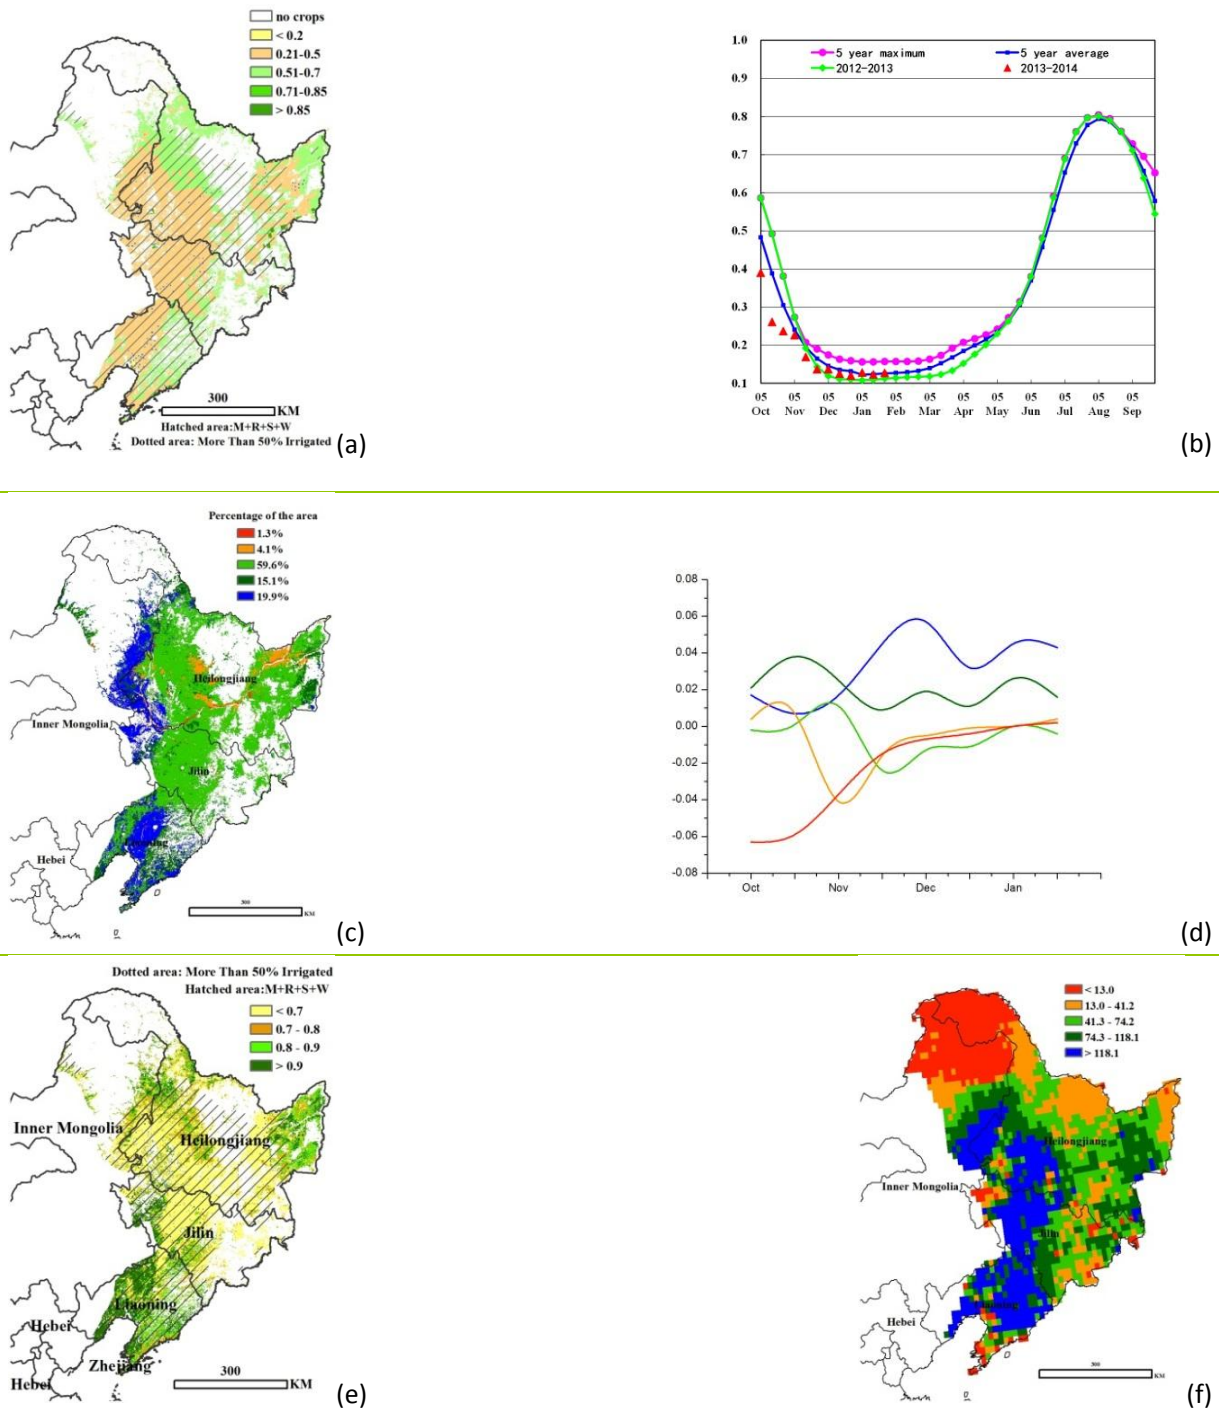 no crops
< 0.2
0.21-0.5
0.51-0.7
0.71-0.85
> 0.85
300
KM
Hatched area:M+R+S+W
Dotted area: More Than 50% Irrigated
(a)
5 year maximum
5 year average
2012-2013
2013-2014
1.0
0.9
0.8
0.7
0.6
0.5
0.4
0.3
0.2
0.1
05 05 05 05 05 05 05 05 05 05 05 05
Oct Nov Dec Jan Feb Mar Apr May Jun Jul Aug Sep
(b)
Percentage of the area
1.3%
4.1%
59.6%
15.1%
19.9%
Heilongjiang
Inner Mongolia
Jilin
Liaoning
Hebei
300
KM
(c)
0.08
0.06
0.04
0.02
0.00
-0.02
-0.04
-0.06
-0.08
Oct Nov Dec Jan
(d)
Dotted area: More Than 50% Irrigated
Hatched area:M+R+S+W
< 0.7
0.7 - 0.8
0.8 - 0.9
> 0.9
Inner Mongolia
Heilongjiang
Jilin
Liaoning
Hebei
Zhejiang
Hebei
300
KM
(e)
< 13.0
13.0 - 41.2
41.3 - 74.2
74.3 - 118.1
> 118.1
Heilongjiang
Inner Mongolia
Jilin
Liaoning
Hebei
300
KM
(f)